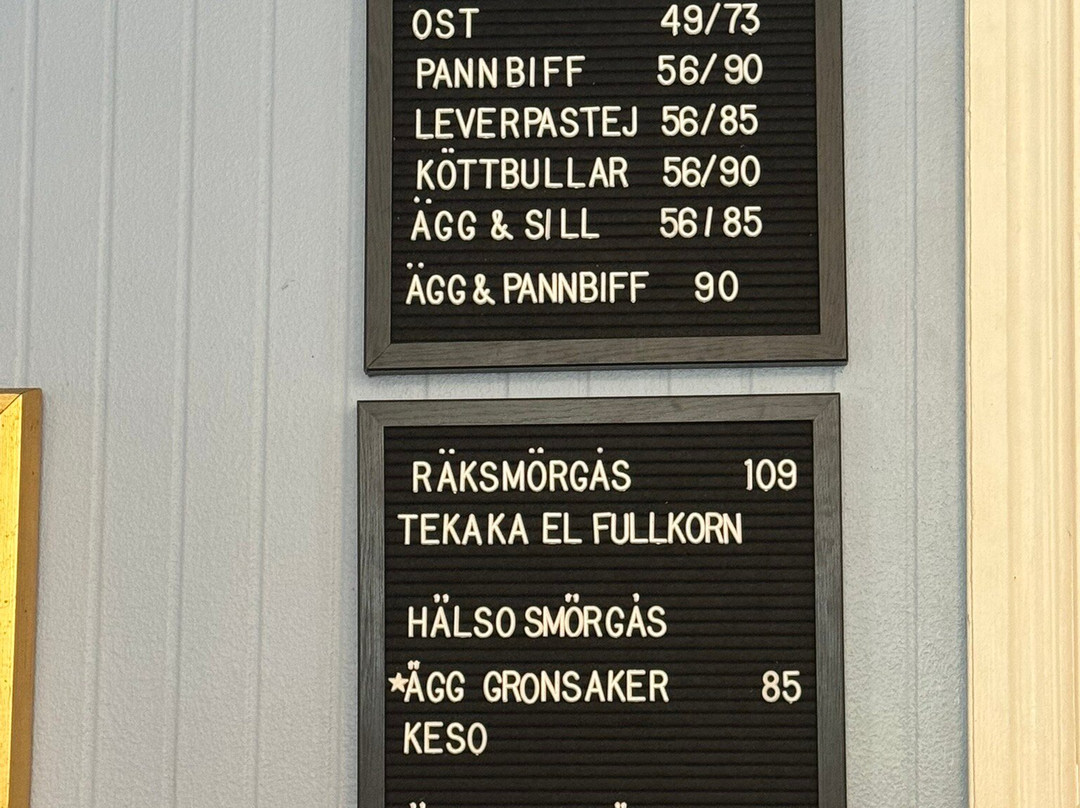 OST 49/73
PANNBIFF 56/90
LEVERPASTEJ 56/85
KÖTTBULLAR 56/90
ÄGG & SILL 56/85
ÄGG & PANNBIFF 90
RÄKSMÖRGÅS 109
TEKAKA EL FULLKORN
HÄLSO SMÖRGÅS
*ÄGG GRONSAKER 85
KESO